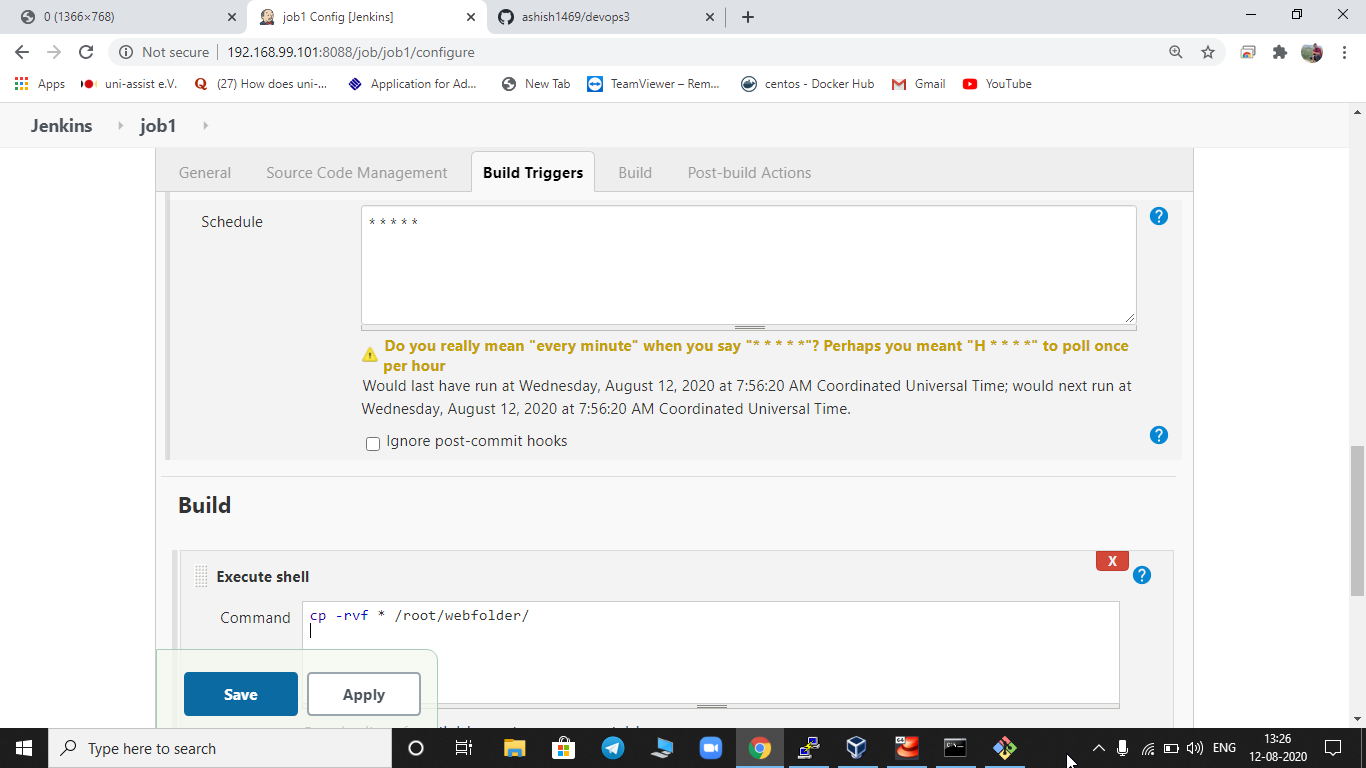 0 (1366×768)
job1 Config [Jenkins]
ashish1469/devops3
Not secure
192.168.99.101:8088/job/job1/configure
Apps
uni-assist e.V.
(27) How does uni-...
Application for Ad...
New Tab
TeamViewer – Rem...
centos - Docker Hub
Gmail
YouTube
Jenkins
job1
General
Source Code Management
Build Triggers
Build
Post-build Actions
Schedule
* * * * *
Do you really mean "every minute" when you say "* * * * *"? Perhaps you meant "H * * * *" to poll once
per hour
Would last have run at Wednesday, August 12, 2020 at 7:56:20 AM Coordinated Universal Time; would next run at
Wednesday, August 12, 2020 at 7:56:20 AM Coordinated Universal Time.
Ignore post-commit hooks
Build
X
Execute shell
Command
cp -rvf * /root/webfolder/
Save
Apply
Type here to search
ENG
13:26
12-08-2020